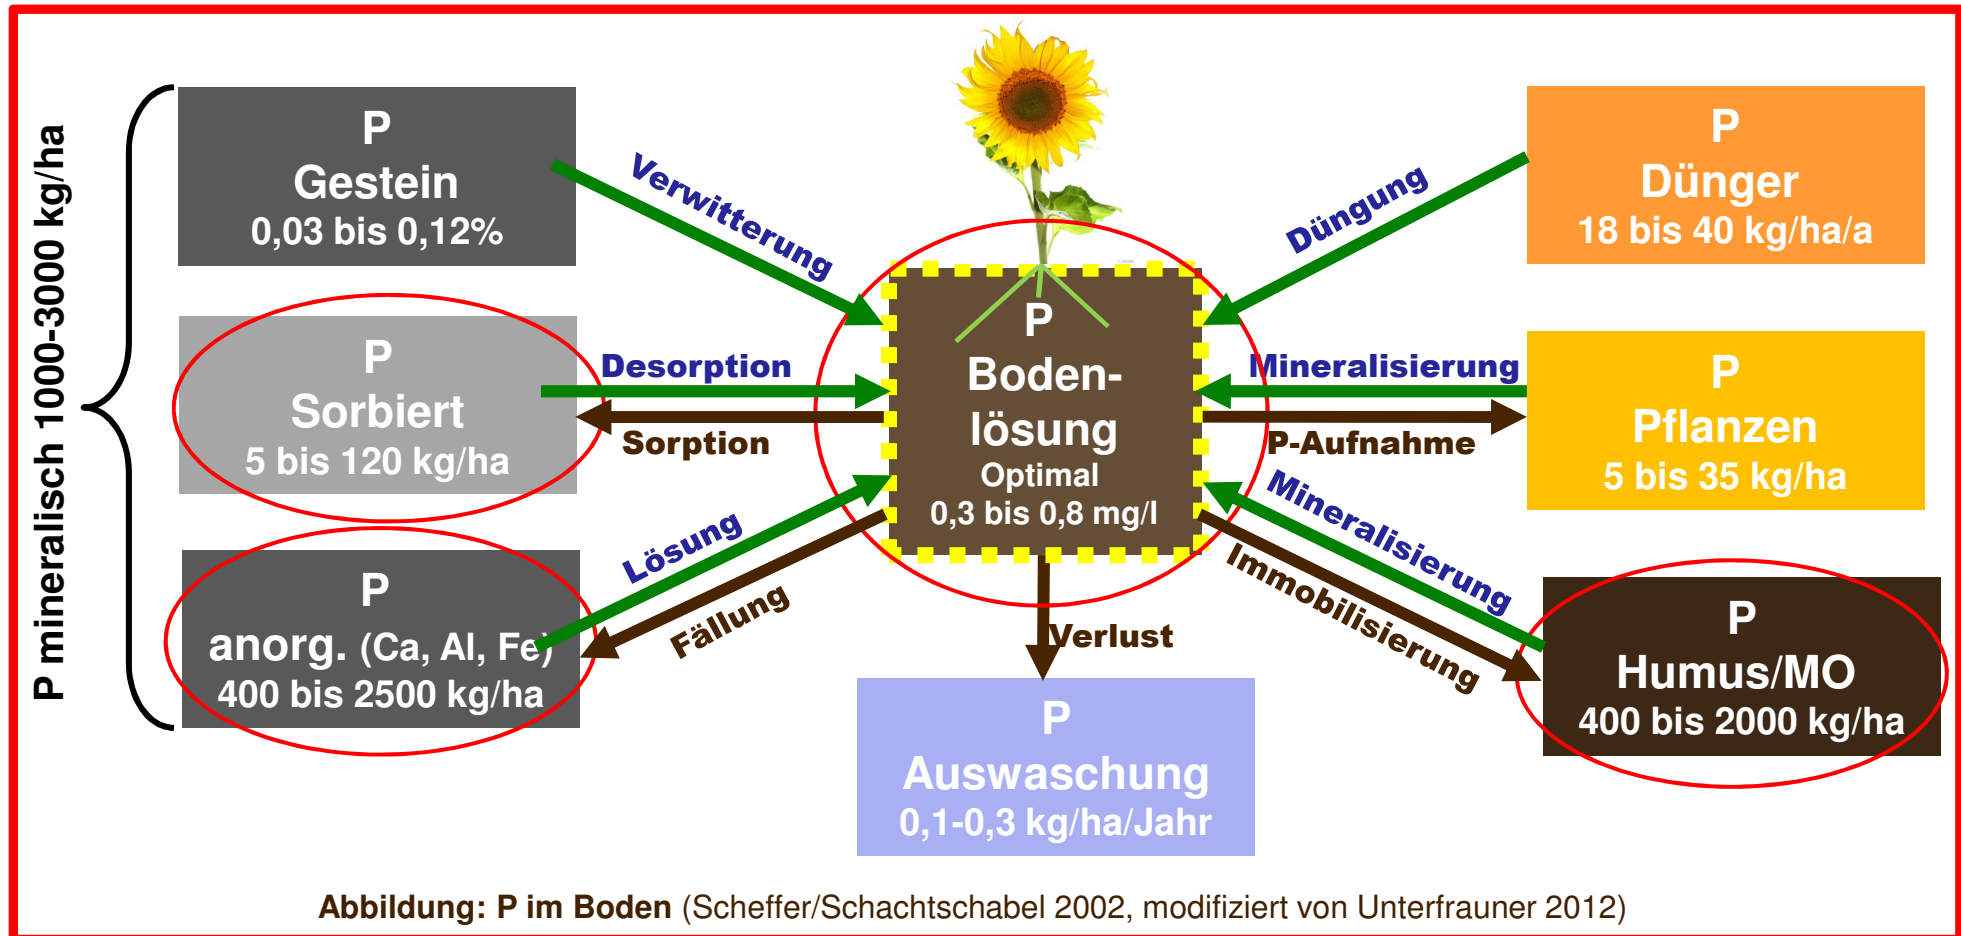 P mineralisch 1000-3000 kg/ha
P
Gestein
0,03 bis 0,12%
P
Sorbiert
5 bis 120 kg/ha
P
anorg. (Ca, Al, Fe)
400 bis 2500 kg/ha
Verwitterung
Desorption
Sorption
Lösung
Fällung
P
Boden-
lösung
Optimal
0,3 bis 0,8 mg/l
Verlust
P
Auswaschung
0,1-0,3 kg/ha/Jahr
Düngung
Mineralisierung
P-Aufnahme
Mineralisierung
Immobilisierung
P
Dünger
18 bis 40 kg/ha/a
P
Pflanzen
5 bis 35 kg/ha
P
Humus/MO
400 bis 2000 kg/ha
Abbildung: P im Boden (Scheffer/Schachtschabel 2002, modifiziert von Unterfrauner 2012)